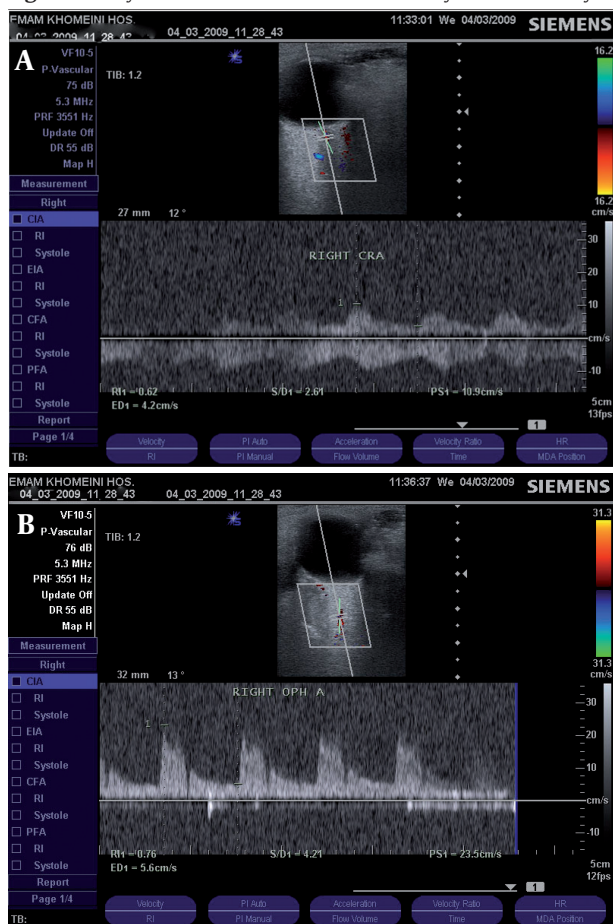 EMAM KHOMEINI HOS.
11:33:01 We 04/03/2009
SIEMENS
04_03_2009_11_28_43
04_03_2009_11_28_43
A
VF10-5
P-Vascular
75 dB
5.3 MHz
PRF 3551 Hz
Update Off
DR 55 dB
Map H
TIB: 1.2
16.2
16.2
cm/s
Measurement
Right
CIA
RI
Systole
EIA
RI
Systole
CFA
RI
Systole
PFA
RI
Systole
Report
Page 1/4
TB:
27 mm 12 °
RIGHT CRA
1
30
20
10
cm/s
-10
RI1 = 0.62 S/D1 = 2.61 PS1 = 10.9cm/s
ED1 = 4.2cm/s
5cm
13fps
1
Velocity PI Auto Acceleration Velocity Ratio HR
RI PI Manual Flow Volume Time MDA Position
EMAM KHOMEINI HOS.
11:36:37 We 04/03/2009
SIEMENS
04_03_2009_11_28_43
04_03_2009_11_28_43
B
VF10-5
P-Vascular
76 dB
5.3 MHz
PRF 3551 Hz
Update Off
DR 55 dB
Map H
TIB: 1.2
31.3
31.3
cm/s
Measurement
Right
CIA
RI
Systole
EIA
RI
Systole
CFA
RI
Systole
PFA
RI
Systole
Report
Page 1/4
TB:
32 mm 13 °
RIGHT OPH A
1
30
20
10
cm/s
-10
RI1 = 0.76 S/D1 = 4.21 PS1 = 23.5cm/s
ED1 = 5.6cm/s
5cm
12fps
1
Velocity PI Auto Acceleration Velocity Ratio HR
RI PI Manual Flow Volume Time MDA Position